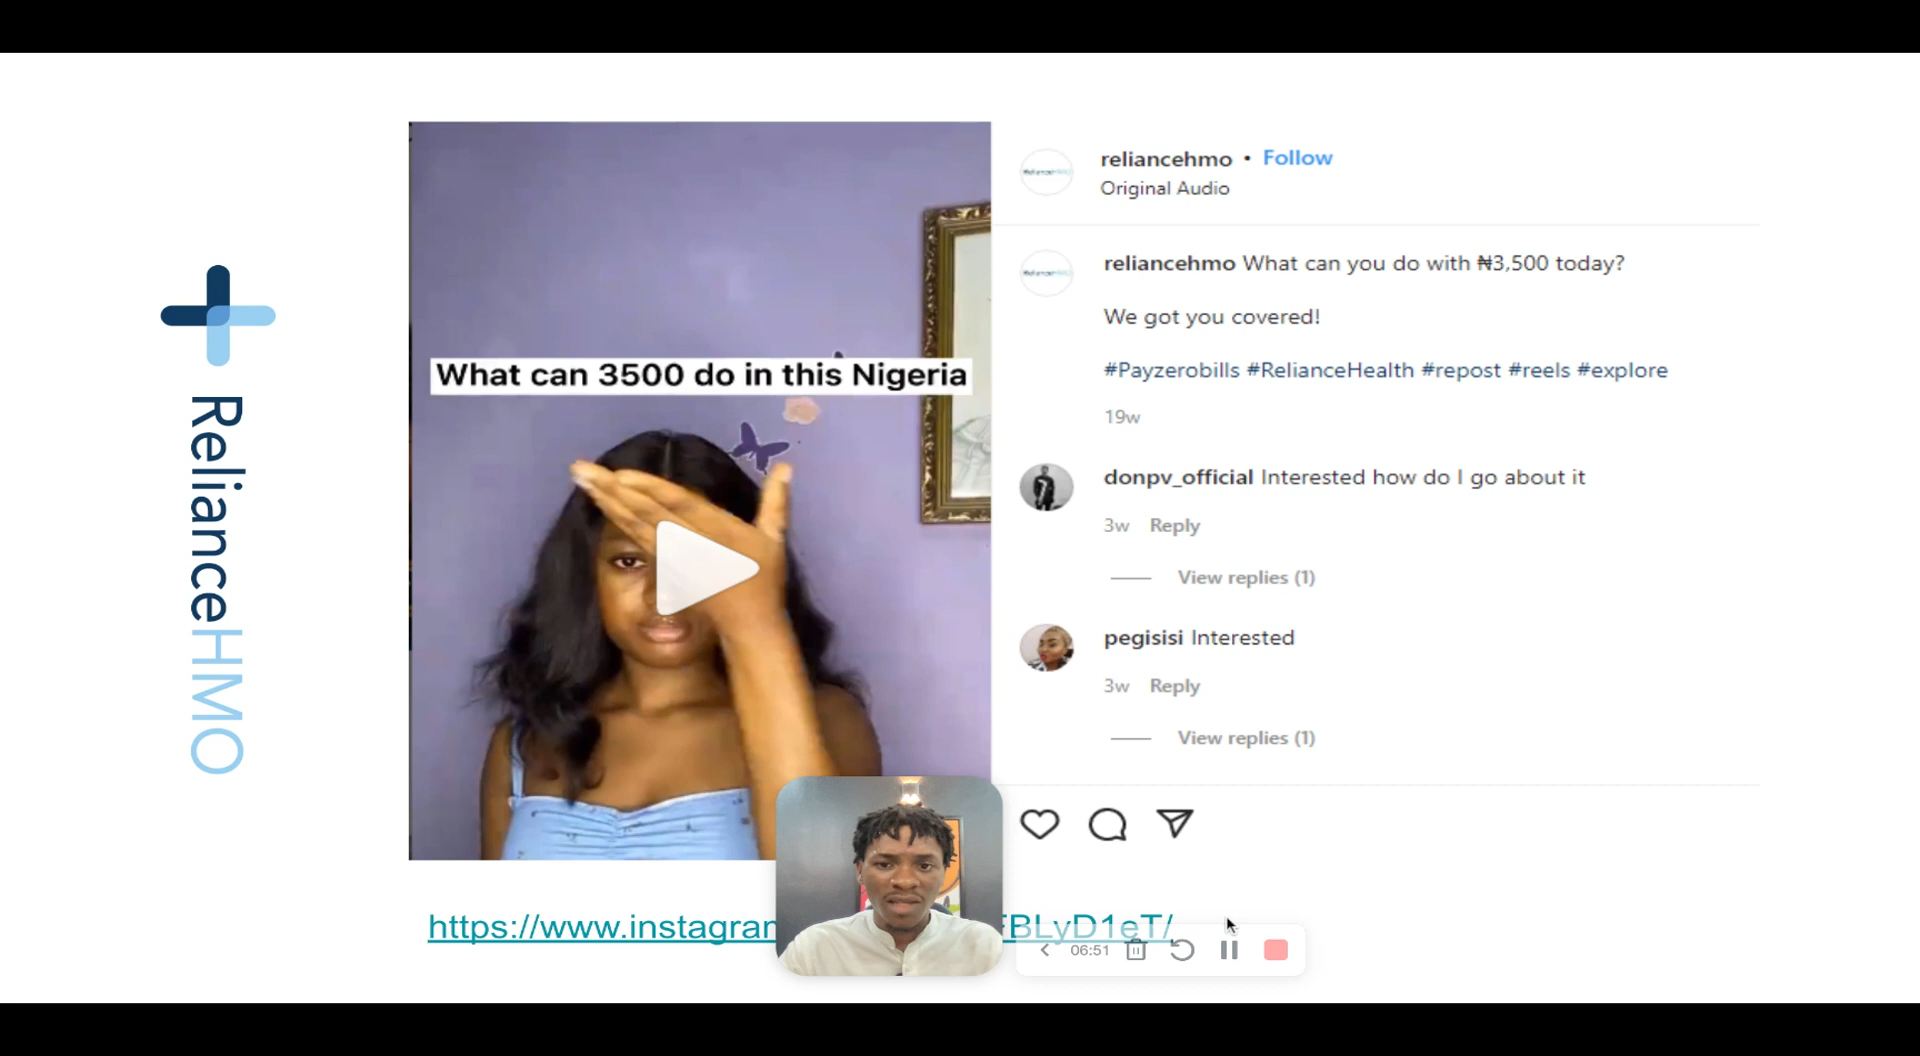 RelianceHMO
What can 3500 do in this Nigeria
reliancehmo • Follow
Original Audio
reliancehmo What can you do with ₦3,500 today?
We got you covered!
#Payzerobills #RelianceHealth #repost #reels #explore
19w
donpv_official Interested how do I go about it
3w Reply
View replies (1)
pegisisi Interested
3w Reply
View replies (1)
https://www.instagram BLyD1eT/
06:51